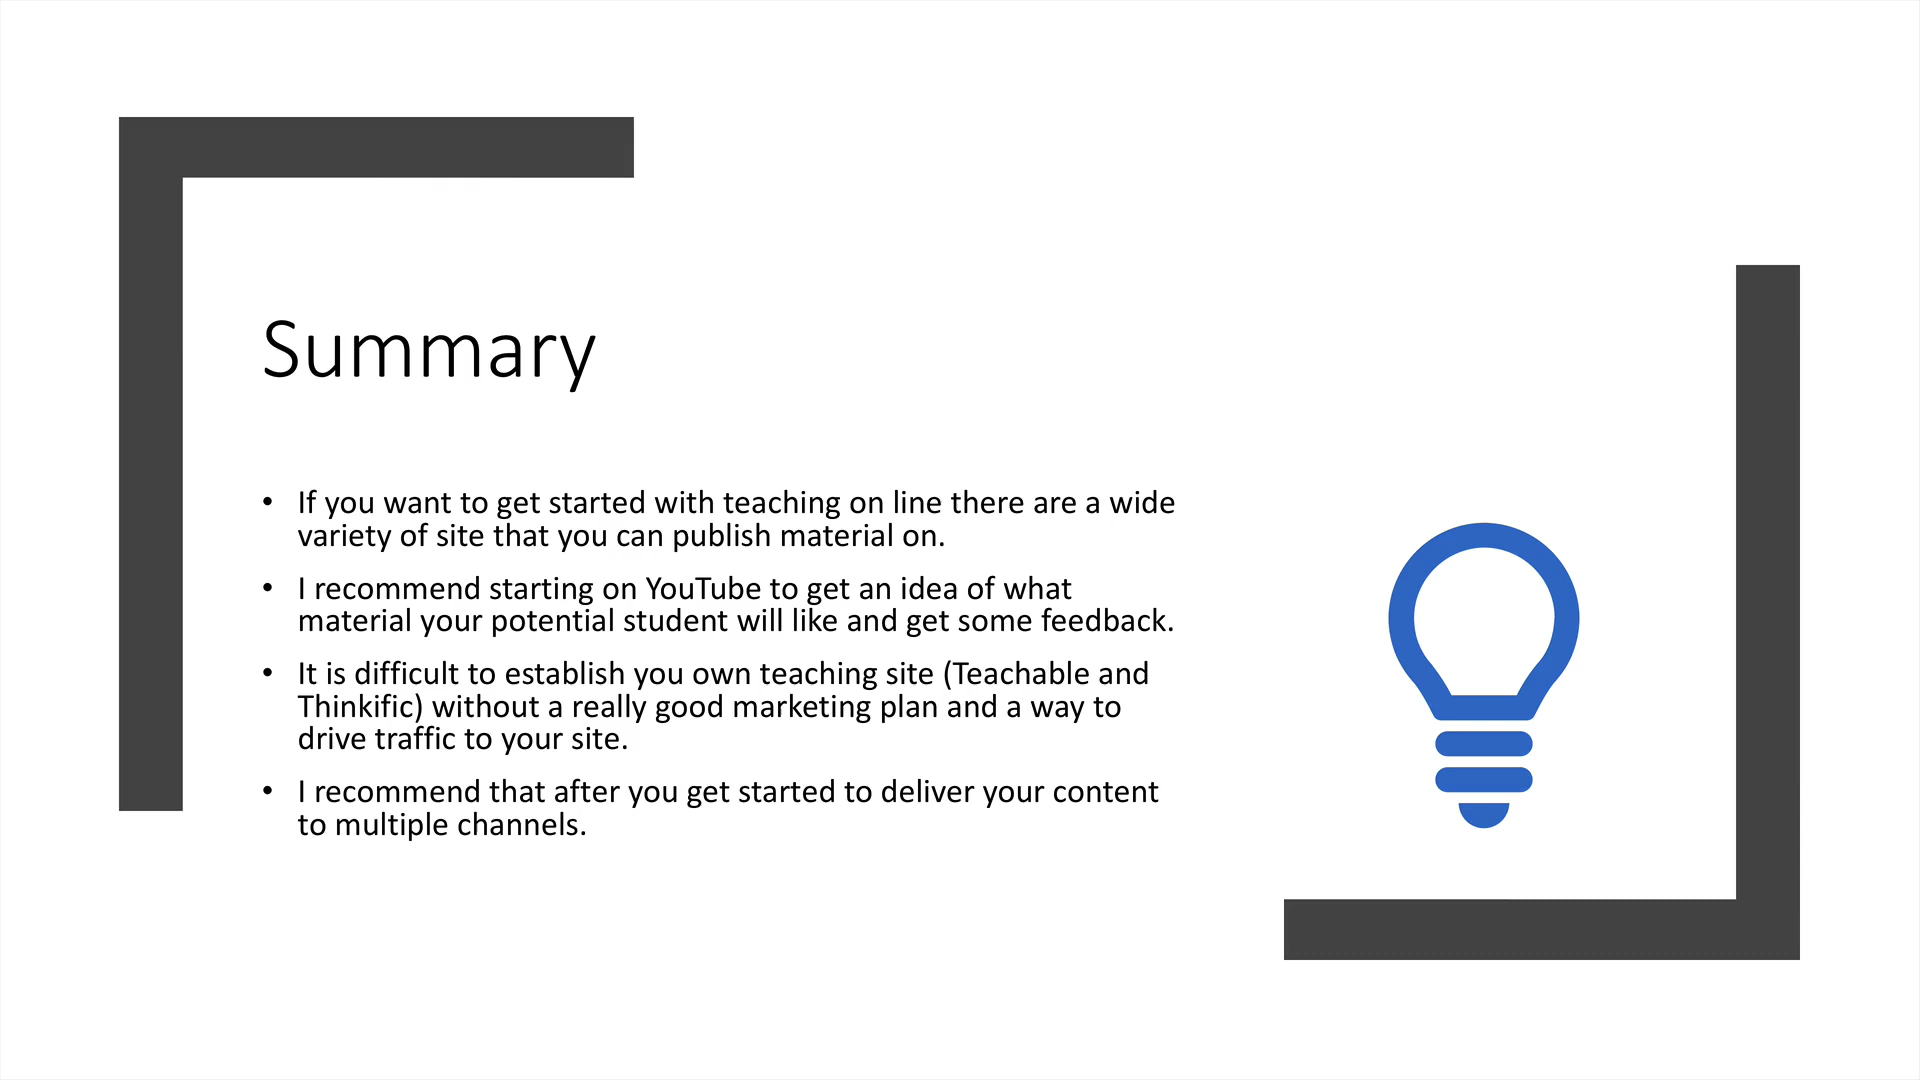 Summary
• If you want to get started with teaching on line there are a wide
variety of site that you can publish material on.
• I recommend starting on YouTube to get an idea of what
material your potential student will like and get some feedback.
• It is difficult to establish you own teaching site (Teachable and
Thinkific) without a really good marketing plan and a way to
drive traffic to your site.
• I recommend that after you get started to deliver your content
to multiple channels.